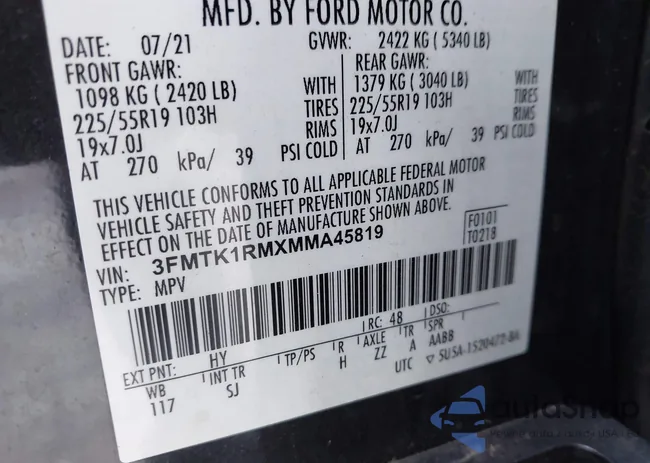 MFD. BY FORD MOTOR CO.
DATE: 07/21 GVWR: 2422 KG ( 5340 LB)
FRONT GAWR: REAR GAWR:
1098 KG ( 2420 LB) WITH 1379 KG ( 3040 LB) WITH
225/55R19 103H TIRES 225/55R19 103H TIRES
19x7.0J RIMS 19x7.0J RIMS
AT 270 kPa/ 39 PSI COLD AT 270 kPa/ 39 PSI COLD
THIS VEHICLE CONFORMS TO ALL APPLICABLE FEDERAL MOTOR
VEHICLE SAFETY AND THEFT PREVENTION STANDARDS IN
EFFECT ON THE DATE OF MANUFACTURE SHOWN ABOVE.
F0101
T0218
VIN: 3FMTK1RMXMMA45819
TYPE: MPV
EXT PNT: HY RC: 48 DSO:
WB INT TR TP/PS R AXLE TR SPR
117 SJ H ZZ A AABB
UTC 5U5A-1520472-BA
autoSnap